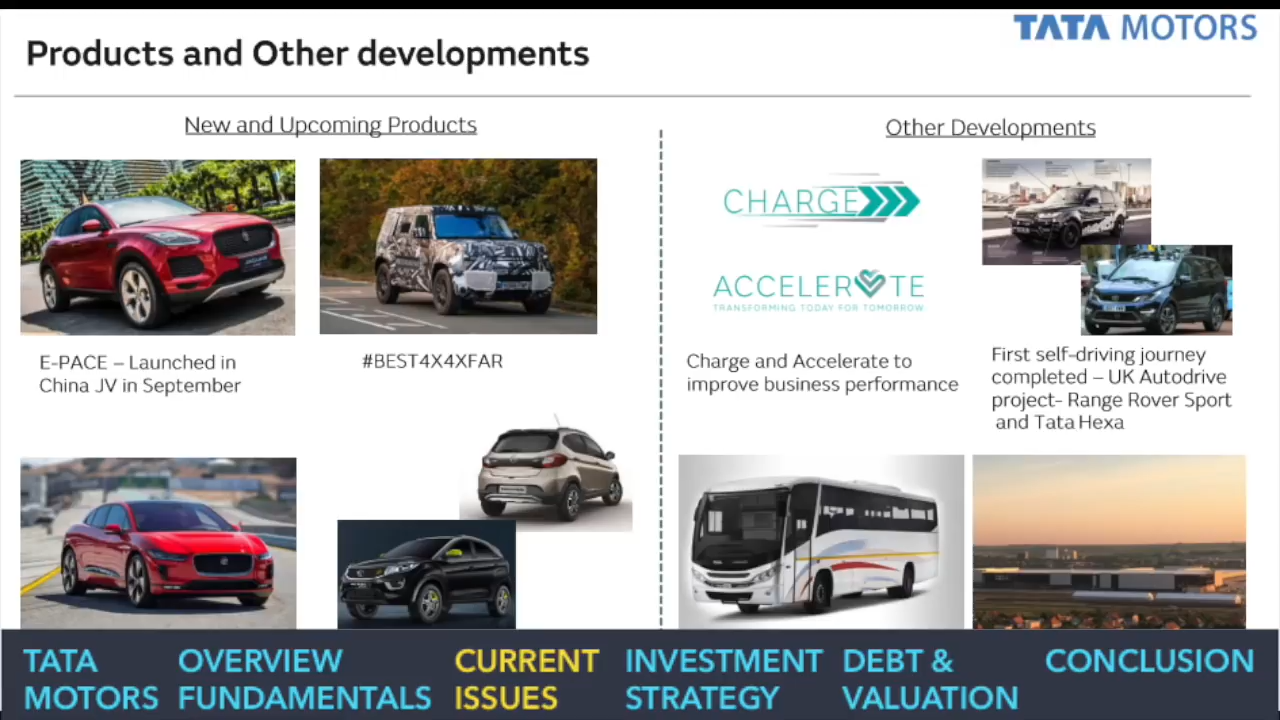 TATA MOTORS
Products and Other developments
New and Upcoming Products
E-PACE – Launched in
China JV in September
#BEST4X4XFAR
Other Developments
CHARGE
ACCELERATE
TRANSFORMING TODAY FOR TOMORROW
Charge and Accelerate to
improve business performance
First self-driving journey
completed – UK Autodrive
project- Range Rover Sport
and Tata Hexa
TATA
MOTORS
OVERVIEW
FUNDAMENTALS
CURRENT
ISSUES
INVESTMENT
STRATEGY
DEBT &
VALUATION
CONCLUSION